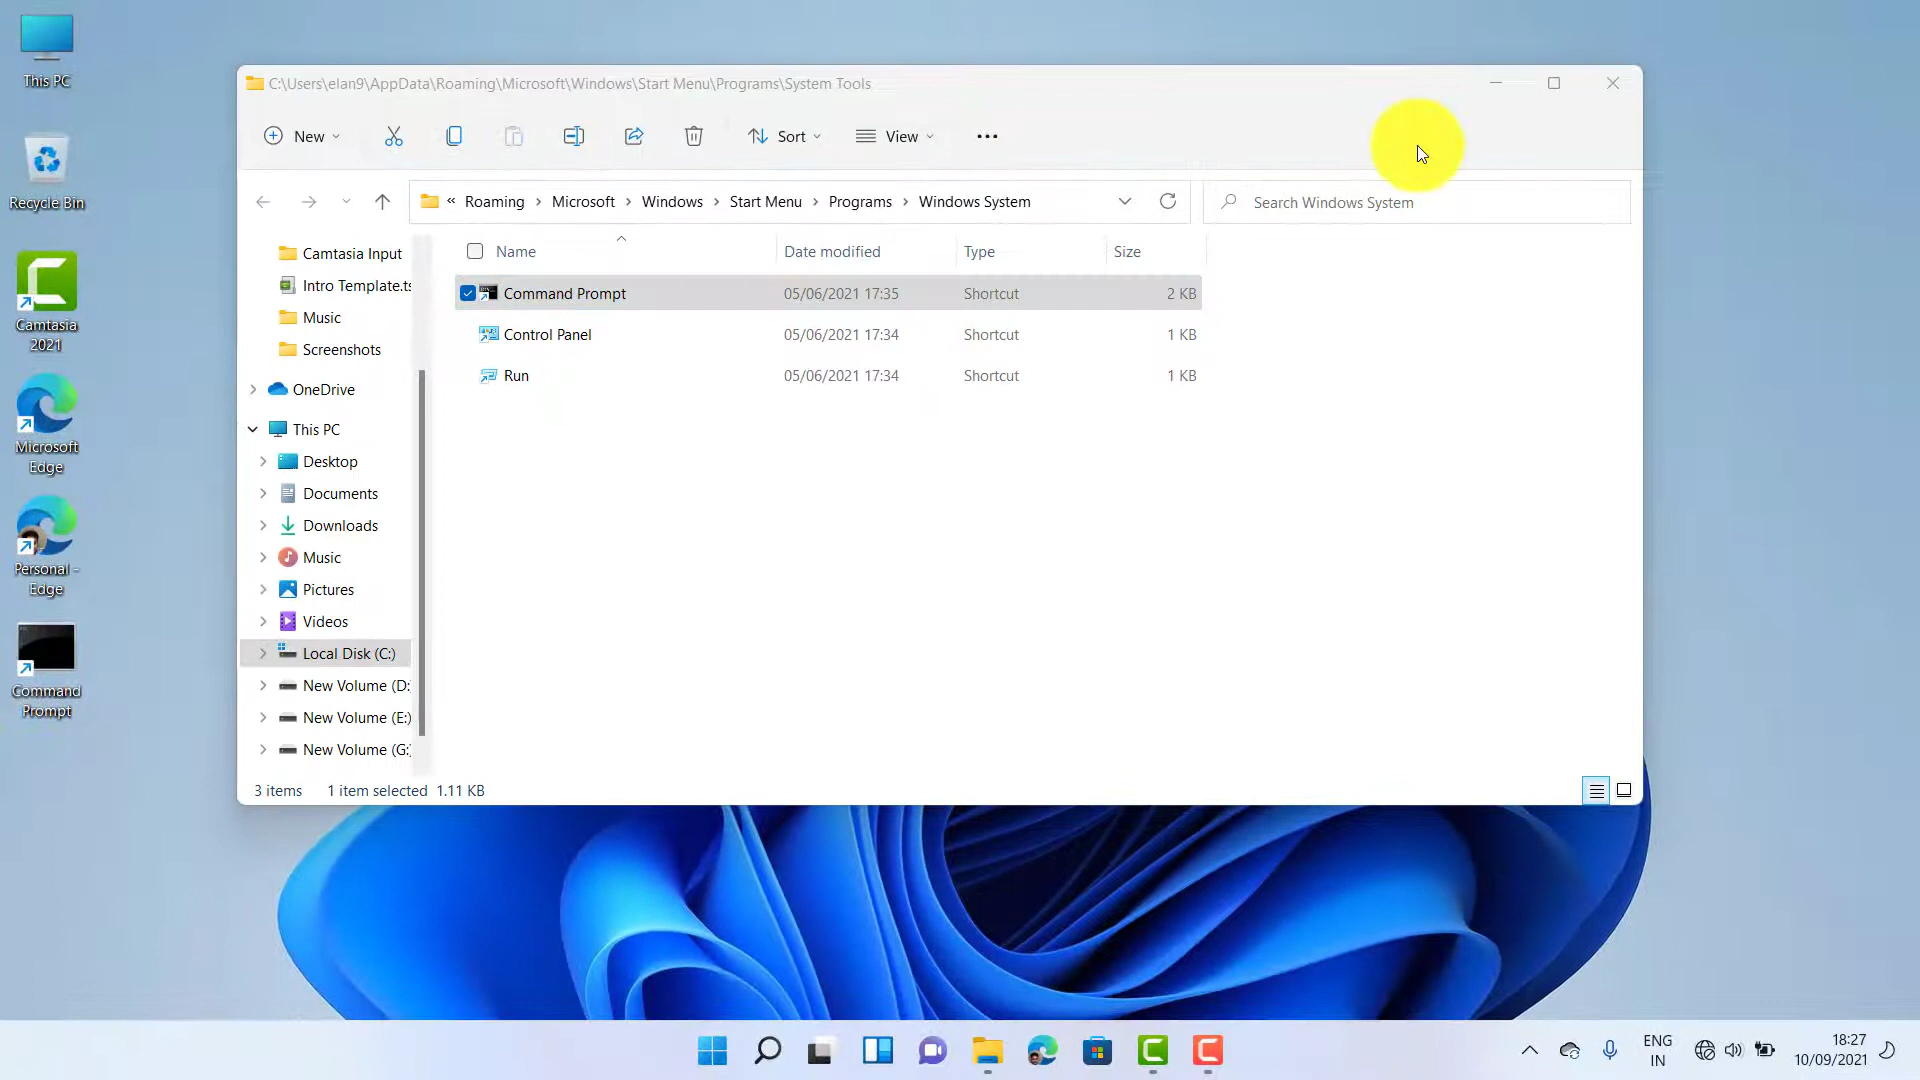 This PC
Recycle Bin
Camtasia
2021
Microsoft
Edge
Personal -
Edge
Command
Prompt
C:\Users\elan9\AppData\Roaming\Microsoft\Windows\Start Menu\Programs\System Tools
New
Sort
View
« Roaming > Microsoft > Windows > Start Menu > Programs > Windows System
Search Windows System
Camtasia Input
Intro Template.ts
Music
Screenshots
OneDrive
This PC
Desktop
Documents
Downloads
Music
Pictures
Videos
Local Disk (C:)
New Volume (D:
New Volume (E:)
New Volume (G:
Name Date modified Type Size
Command Prompt 05/06/2021 17:35 Shortcut 2 KB
Control Panel 05/06/2021 17:34 Shortcut 1 KB
Run 05/06/2021 17:34 Shortcut 1 KB
3 items 1 item selected 1.11 KB
ENG
IN
18:27
10/09/2021